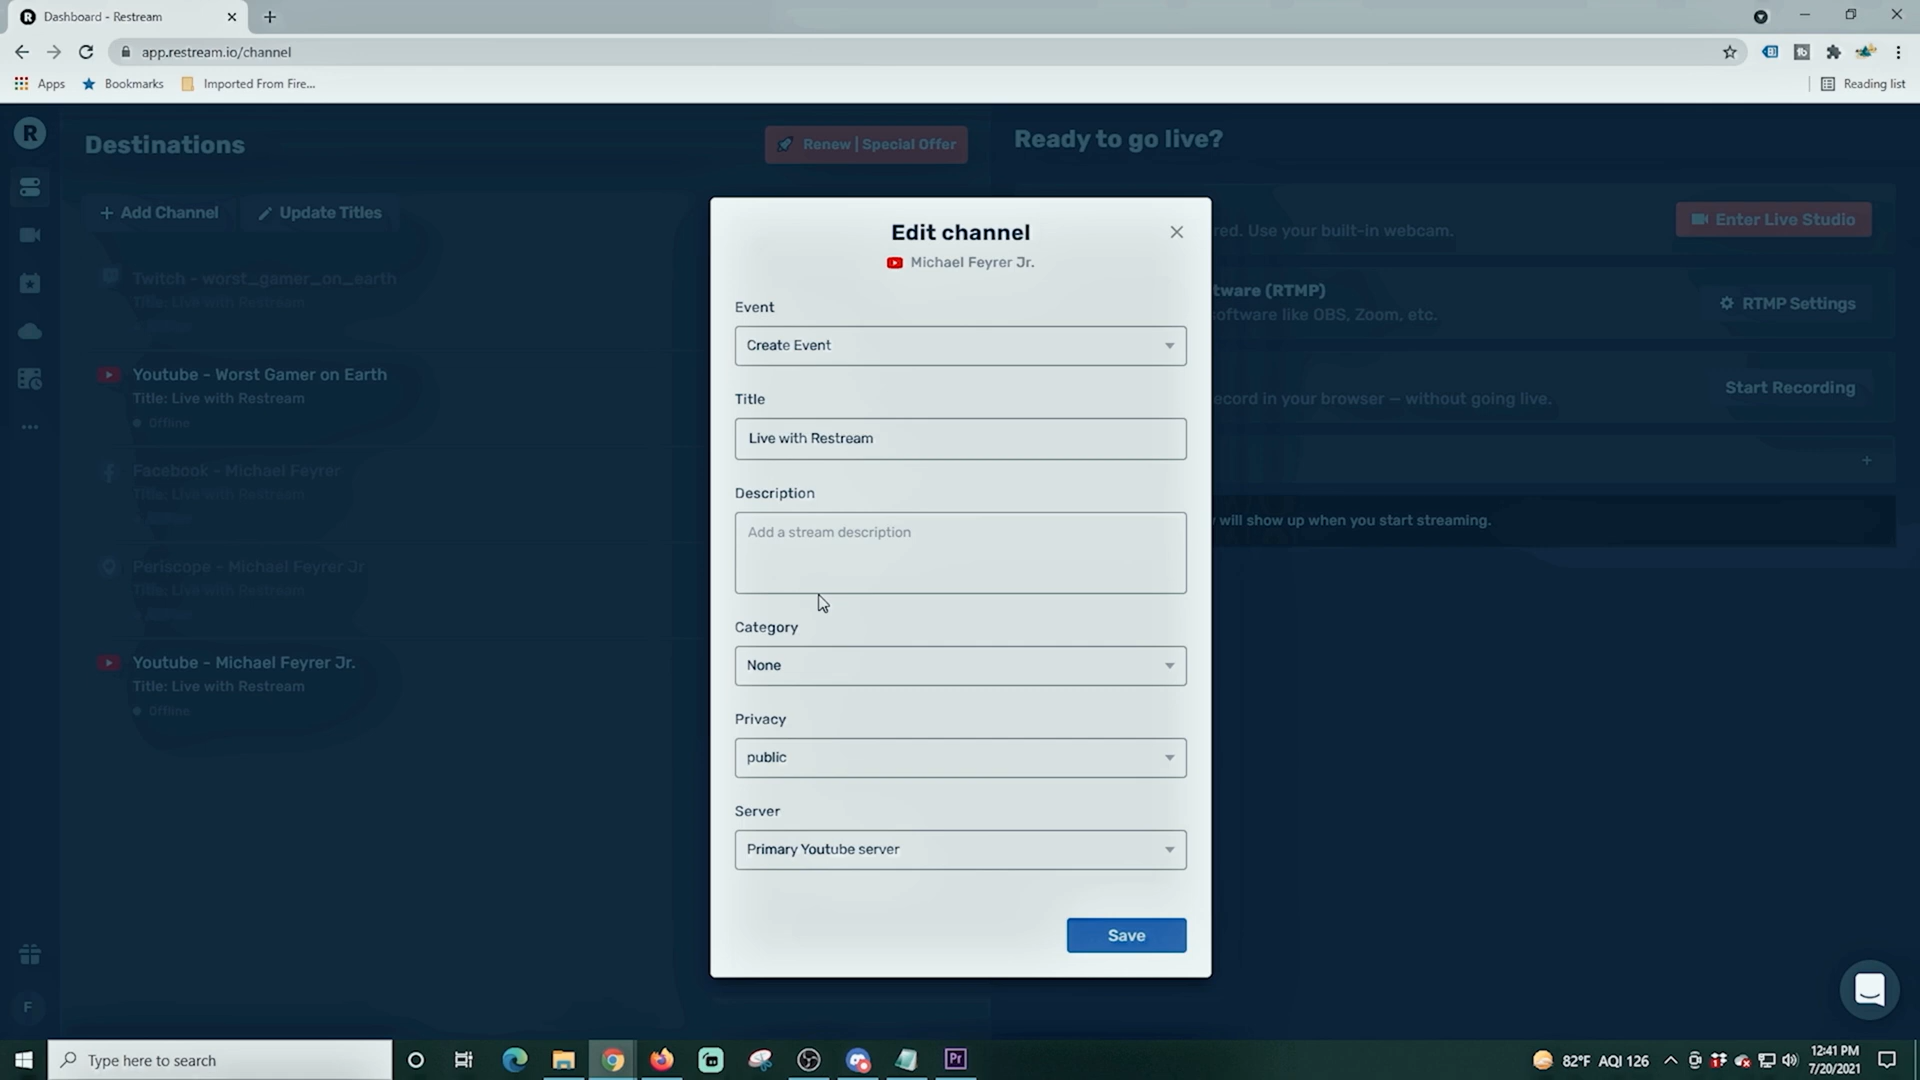 Dashboard - Restream
app.restream.io/channel
Apps
Bookmarks
Imported From Fire...
Reading list
R
Destinations
Renew | Special Offer
Ready to go live?
+ Add Channel
Update Titles
Twitch - worst_gamer_on_earth
Title: Live with Restream
Youtube - Worst Gamer on Earth
Title: Live with Restream
Offline
Facebook - Michael Feyrer
Title: Live with Restream
Periscope - Michael Feyrer Jr
Title: Live with Restream
Youtube - Michael Feyrer Jr.
Title: Live with Restream
Offline
F
Edit channel
Michael Feyrer Jr.
Event
Create Event
Title
Live with Restream
Description
Add a stream description
Category
None
Privacy
public
Server
Primary Youtube server
Save
red. Use your built-in webcam.
Enter Live Studio
tware (RTMP)
software like OBS, Zoom, etc.
RTMP Settings
ecord in your browser — without going live.
Start Recording
will show up when you start streaming.
Type here to search
Pr
82°F AQI 126
12:41 PM
7/20/2021